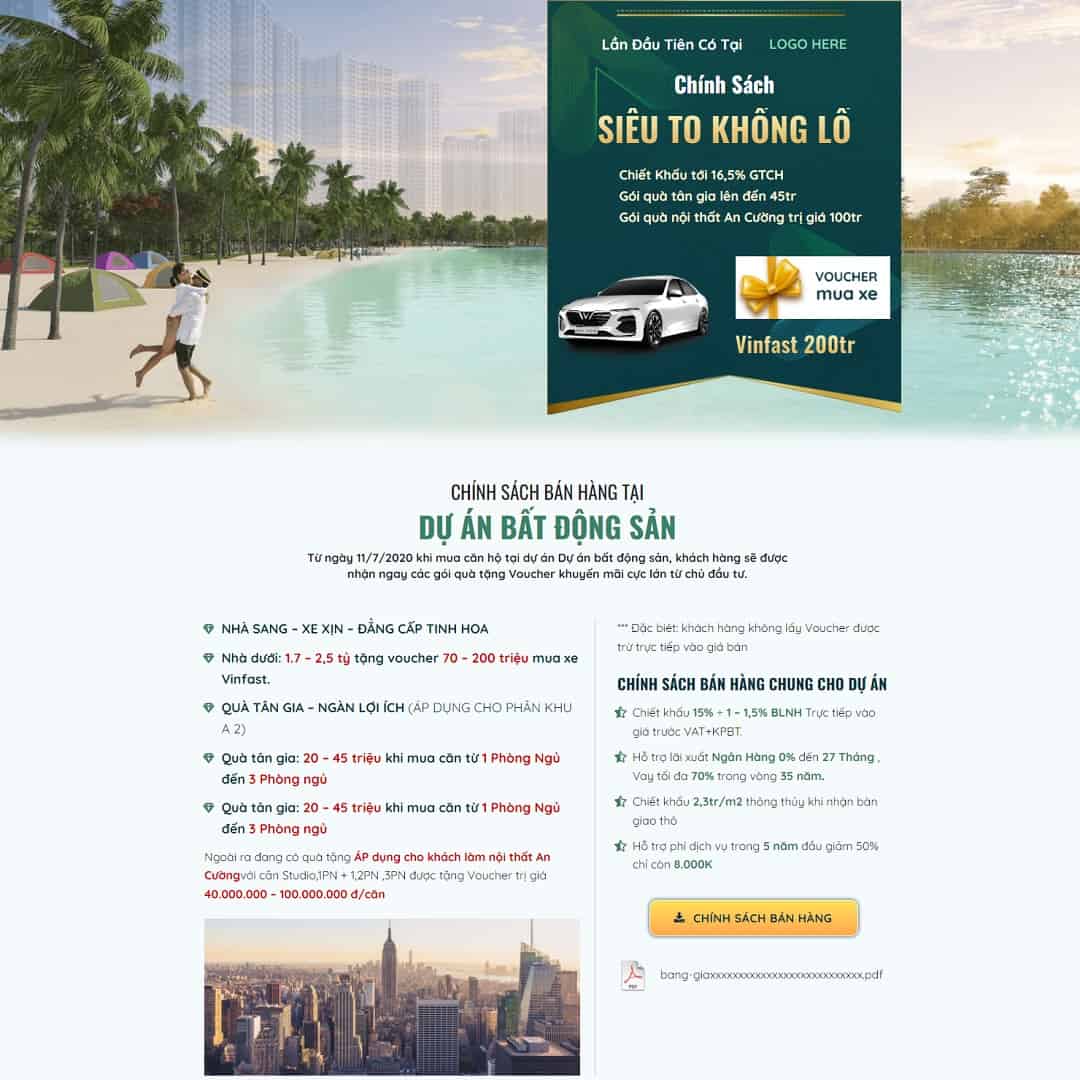 Lần Đầu Tiên Có Tại LOGO HERE
Chính Sách
SIÊU TO KHỔNG LỒ
Chiết Khấu tới 16,5% GTCH
Gói quà tân gia lên đến 45tr
Gói quà nội thất An Cường trị giá 100tr
VOUCHER
mua xe
Vinfast 200tr
CHÍNH SÁCH BÁN HÀNG TẠI
DỰ ÁN BẤT ĐỘNG SẢN
Từ ngày 11/7/2020 khi mua căn hộ tại dự án Dự án bất động sản, khách hàng sẽ được
nhận ngay các gói quà tặng Voucher khuyến mãi cực lớn từ chủ đầu tư.
NHÀ SANG – XE XỊN – ĐẲNG CẤP TINH HOA
Nhà dưới: 1.7 – 2,5 tỷ tặng voucher 70 – 200 triệu mua xe
Vinfast.
QUÀ TÂN GIA – NGÀN LỢI ÍCH (ÁP DỤNG CHO PHÂN KHU
A 2)
Quà tân gia: 20 – 45 triệu khi mua căn từ 1 Phòng Ngủ
đến 3 Phòng ngủ
Quà tân gia: 20 – 45 triệu khi mua căn từ 1 Phòng Ngủ
đến 3 Phòng ngủ
Ngoài ra đang có quà tặng ÁP dụng cho khách làm nội thất An
Cườngvới căn Studio,1PN + 1,2PN ,3PN được tặng Voucher trị giá
40.000.000 – 100.000.000 đ/căn
*** Đặc biêt: khách hàng không lấy Voucher được
trừ trực tiếp vào giá bán
CHÍNH SÁCH BÁN HÀNG CHUNG CHO DỰ ÁN
Chiết khấu 15% + 1 – 1,5% BLNH Trực tiếp vào
giá trước VAT+KPBT.
Hỗ trợ lãi xuất Ngân Hàng 0% đến 27 Tháng ,
Vay tối đa 70% trong vòng 35 năm.
Chiết khấu 2,3tr/m2 thông thủy khi nhận bàn
giao thô
Hỗ trợ phí dịch vụ trong 5 năm đầu giảm 50%
chỉ còn 8.000K
CHÍNH SÁCH BÁN HÀNG
PDF bang-giaxxxxxxxxxxxxxxxxxxxxxxxxxxx.pdf